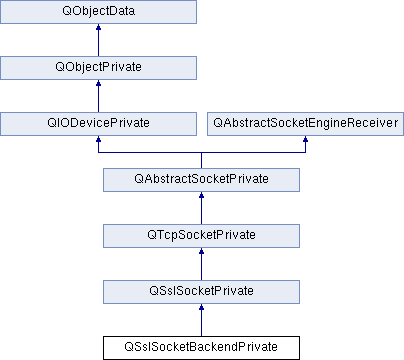 QObjectData
QObjectPrivate
QIODevicePrivate
QAbstractSocketEngineReceiver
QAbstractSocketPrivate
QTcpSocketPrivate
QSslSocketPrivate
QSslSocketBackendPrivate